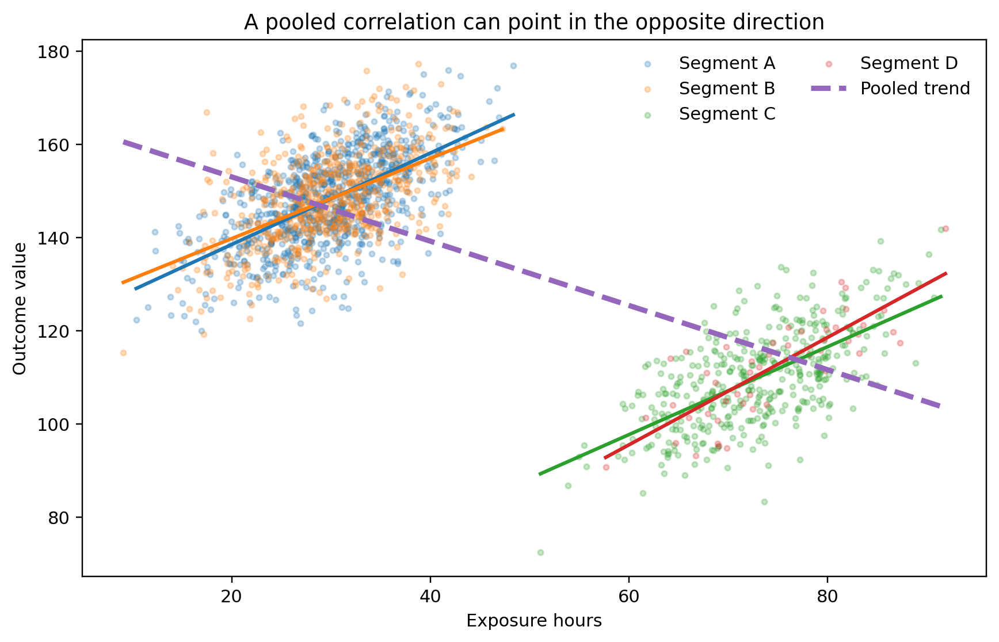 A pooled correlation can point in the opposite direction
Segment A
Segment B
Segment C
Segment D
Pooled trend
Outcome value
180
160
140
120
100
80
20
40
60
80
Exposure hours